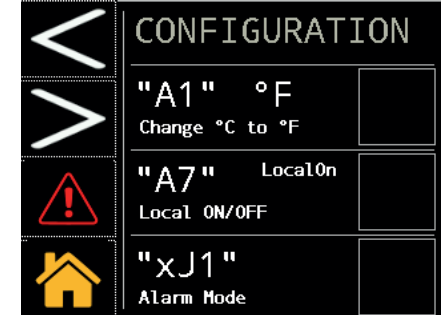 CONFIGURATION
"A1" °F
Change °C to °F
"A7" LocalOn
Local ON/OFF
"xJ1"
Alarm Mode